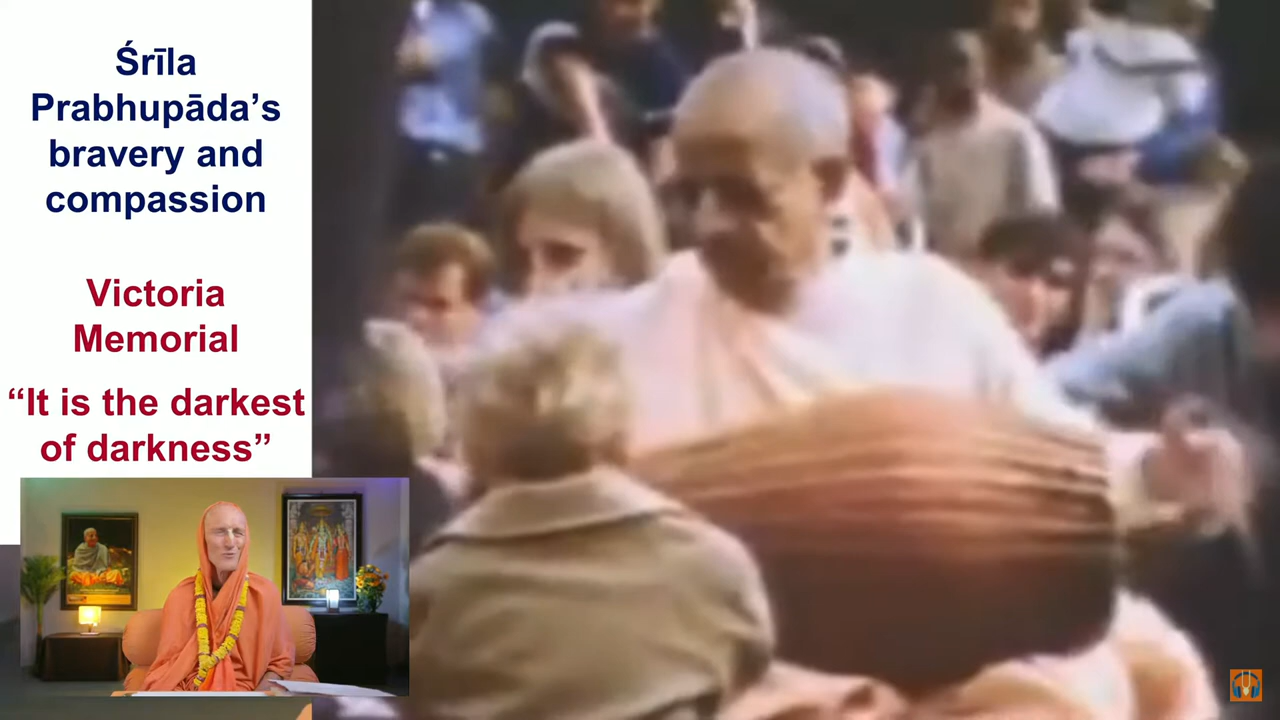 Śrīla
Prabhupāda’s
bravery and
compassion
Victoria
Memorial
“It is the darkest
of darkness”